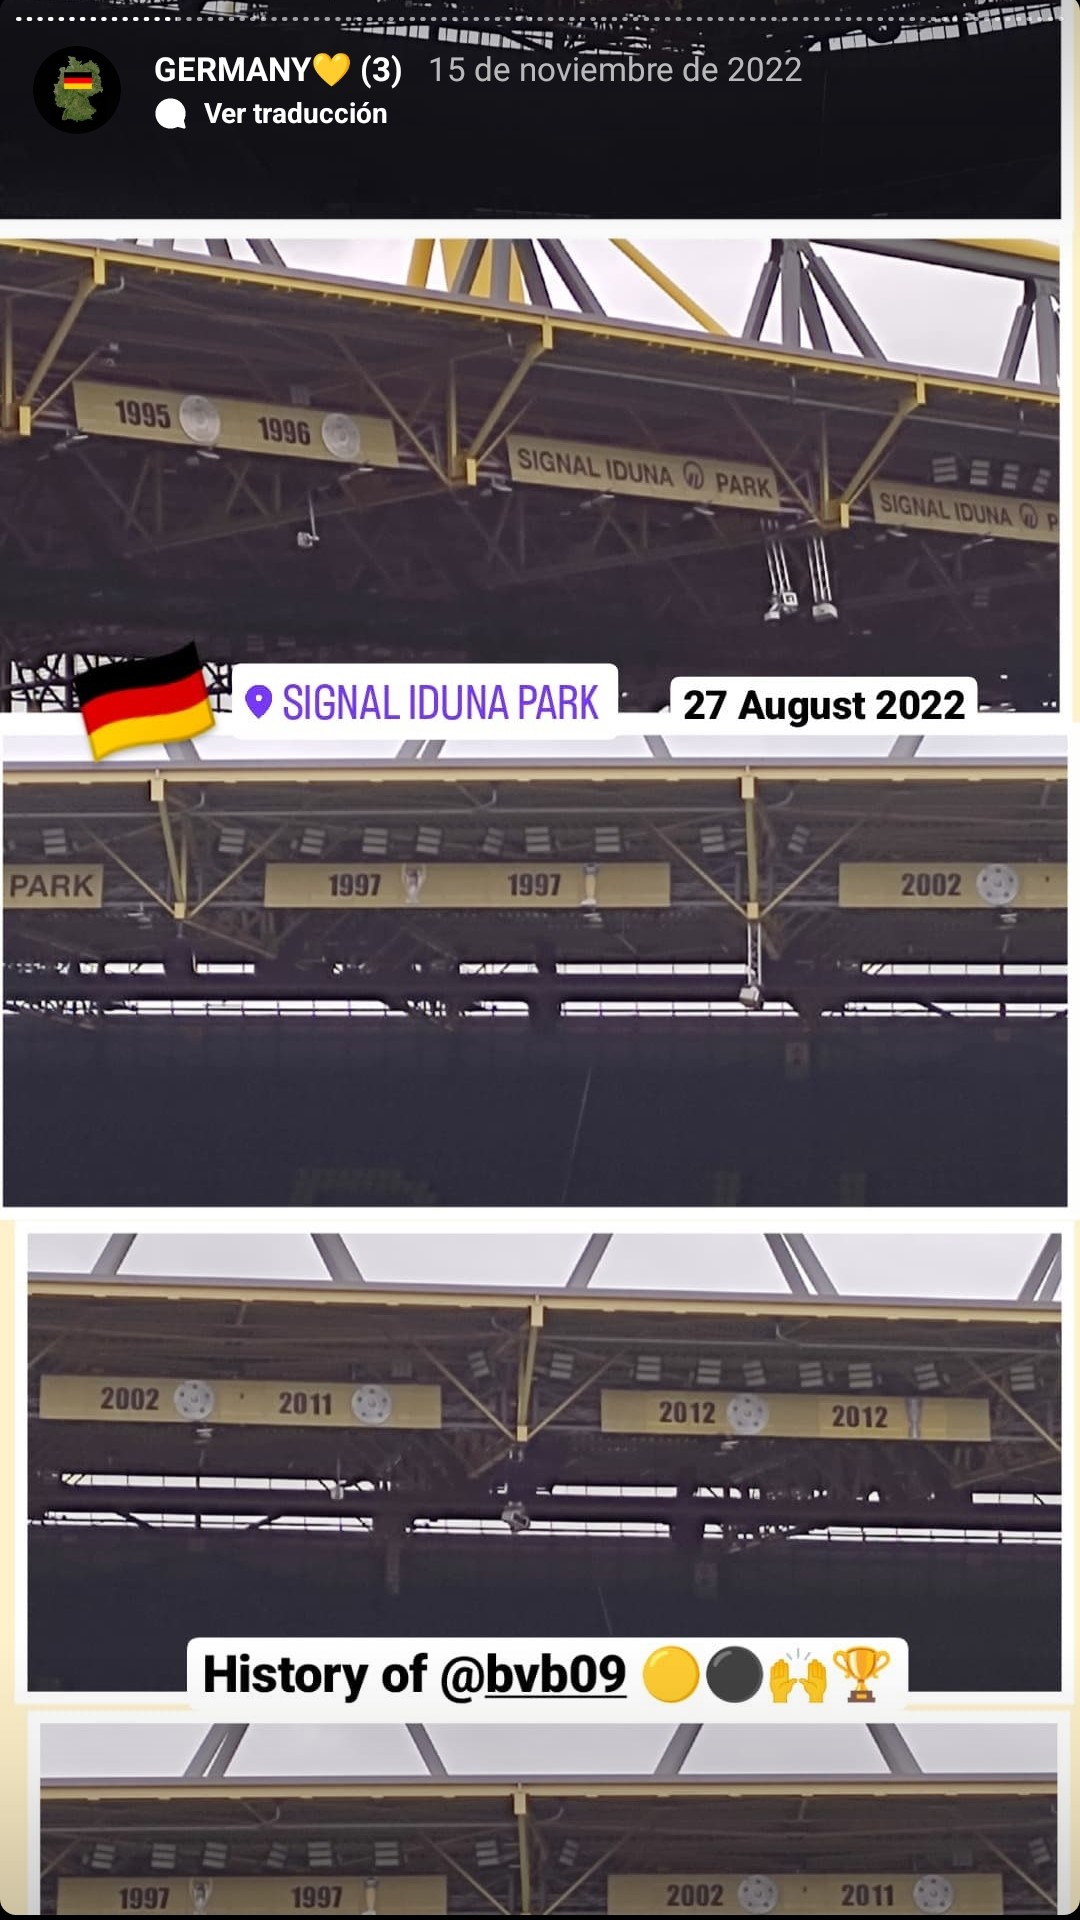 GERMANY💛 (3) 15 de noviembre de 2022
Ver traducción
1995 1996
SIGNAL IDUNA PARK
SIGNAL IDUNA P
SIGNAL IDUNA PARK
27 August 2022
PARK
1997 1997
2002
2002 2011
2012 2012
History of @bvb09 🟡⚫🙌🏆
1997 1997
2002 2011